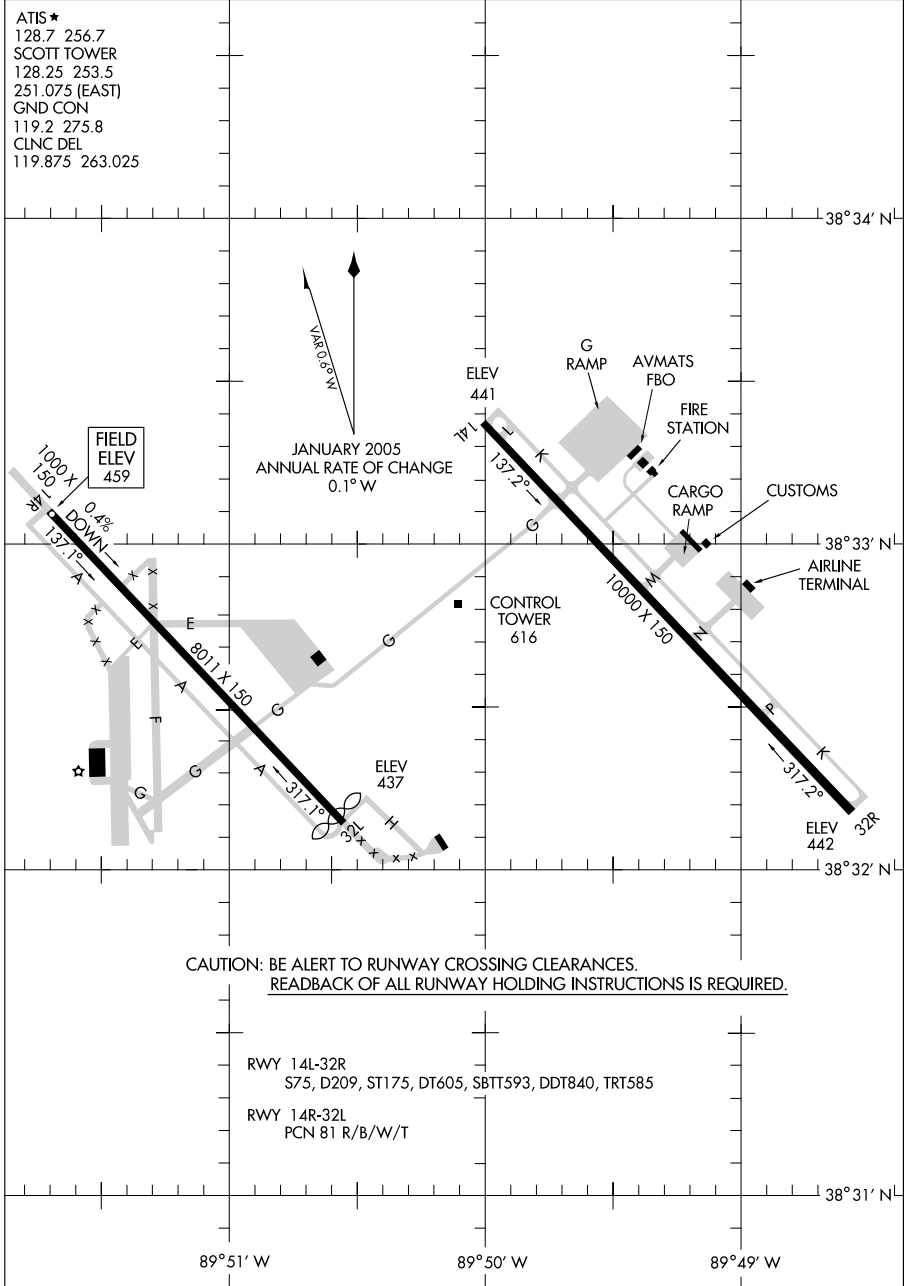 ATIS ★
128.7 256.7
SCOTT TOWER
128.25 253.5
251.075 (EAST)
GND CON
119.2 275.8
CLNC DEL
119.875 263.025
38°34' N
VAR 0.6° W
JANUARY 2005
ANNUAL RATE OF CHANGE
0.1° W
G
RAMP
AVMATS
FBO
FIRE
STATION
ELEV
441
14L
L
K
137.2°
G
CARGO
RAMP
CUSTOMS
FIELD
ELEV
459
1000 X
150
14R
0.4%
DOWN
137.1°
A
38°33' N
AIRLINE
TERMINAL
M
10000 X 150
N
CONTROL
TOWER
616
E
E
8011 X 150
A
F
G
G
G
G
A
P
K
317.2°
32R
ELEV
442
ELEV
437
317.1°
32L
H
x x x x x x x x x x x
38°32' N
CAUTION: BE ALERT TO RUNWAY CROSSING CLEARANCES.
READBACK OF ALL RUNWAY HOLDING INSTRUCTIONS IS REQUIRED.
RWY 14L-32R
S75, D209, ST175, DT605, SBTT593, DDT840, TRT585
RWY 14R-32L
PCN 81 R/B/W/T
38°31' N
89°51' W
89°50' W
89°49' W